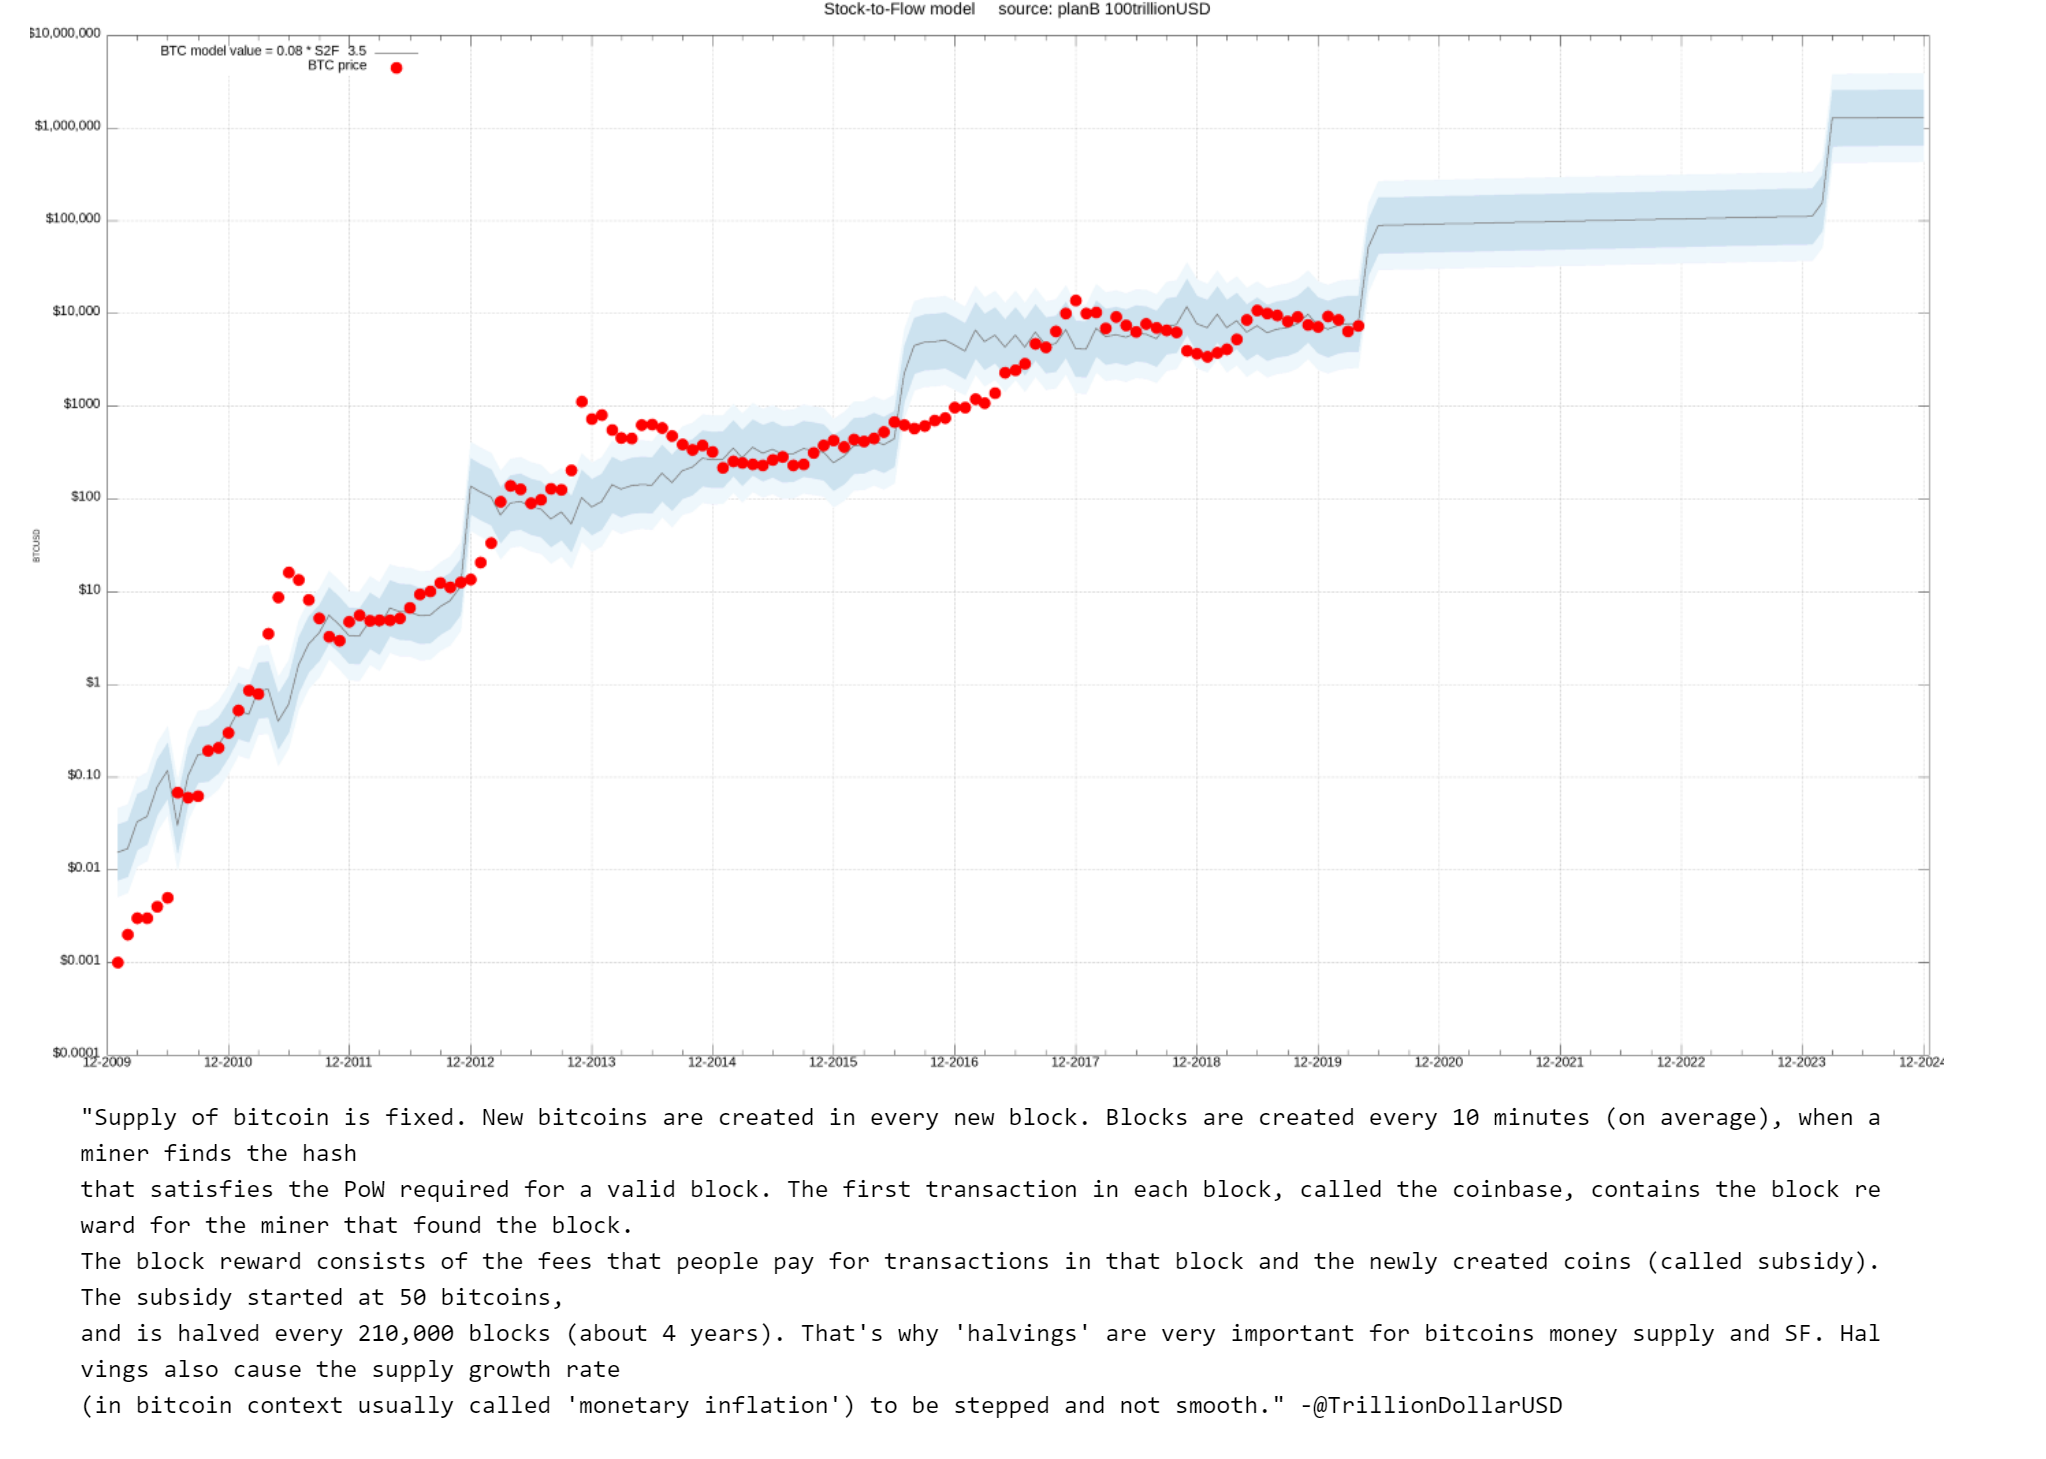 Stock-to-Flow model source: planB 100trillionUSD
$10,000,000
BTC model value = 0.08 * S2F 3.5
BTC price
$1,000,000
$100,000
$10,000
$1000
$100
BTCUSD
$10
$1
$0.10
$0.01
$0.001
$0.0001
12-2009 12-2010 12-2011 12-2012 12-2013 12-2014 12-2015 12-2016 12-2017 12-2018 12-2019 12-2020 12-2021 12-2022 12-2023 12-2024
"Supply of bitcoin is fixed. New bitcoins are created in every new block. Blocks are created every 10 minutes (on average), when a
miner finds the hash
that satisfies the PoW required for a valid block. The first transaction in each block, called the coinbase, contains the block re
ward for the miner that found the block.
The block reward consists of the fees that people pay for transactions in that block and the newly created coins (called subsidy).
The subsidy started at 50 bitcoins,
and is halved every 210,000 blocks (about 4 years). That's why 'halvings' are very important for bitcoins money supply and SF. Hal
vings also cause the supply growth rate
(in bitcoin context usually called 'monetary inflation') to be stepped and not smooth." -@TrillionDollarUSD